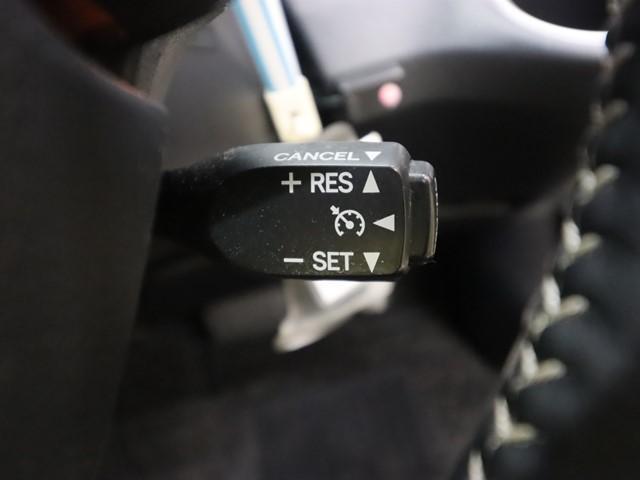 CANCEL ▼
+ RES ▲
◀
− SET ▼